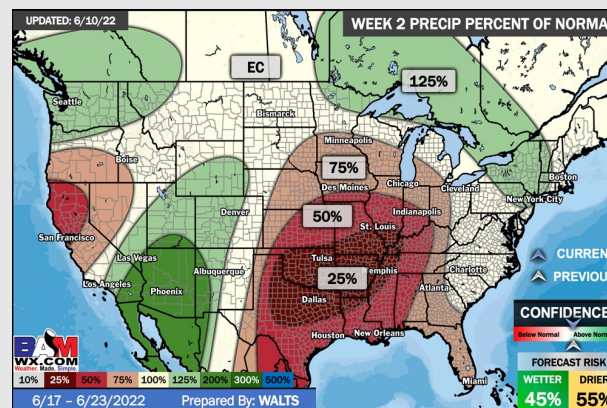 UPDATED: 6/10/22
WEEK 2 PRECIP PERCENT OF NORMA
EC
125%
Seattle
Bismarck
Minneapolis
Boise
75%
Boston
Des Moines
Chicago
Cleveland
New York City
Denver
50%
Indianapolis
San Francisco
St. Louis
Las Vegas
Tulsa
CURREN
Los Angeles
Albuquerque
25%
emphis
Charlotte
PREVIOU
Phoenix
Dallas
Atlanta
CONFIDENCE
Below Normal
Above Norma
Houston
New Orleans
BAM
WX.COM
Weather. Made. Simple.
FORECAST RISK
Miami
WETTER
DRIER
10% 25% 50% 75% 100% 125% 200% 300% 500%
45%
55%
6/17 – 6/23/2022
Prepared By: WALTS